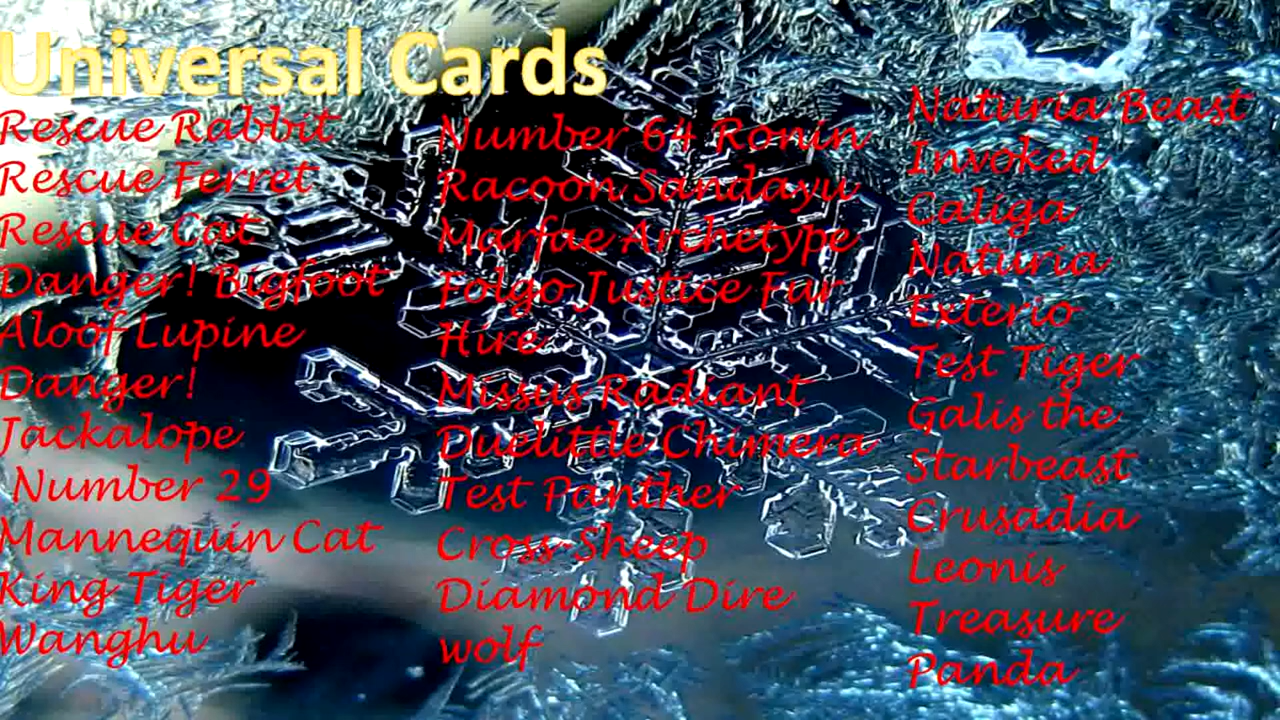 Universal Cards
Rescue Rabbit
Rescue Ferret
Rescue Cat
Danger! Bigfoot
Aloof Lupine
Danger!
Jackalope
Number 29
Mannequin Cat
King Tiger
Wanghu
Number 64 Ronin
Racoon Sandayu
Marfae Archetype
Folgo Justice Fur
Hire
Missus Radiant
Duelittle Chimera
Test Panther
Cross-Sheep
Diamond Dire
wolf
Naturia Beast
Invoked
Caliga
Naturia
Exterio
Test Tiger
Galis the
Starbeast
Crusadia
Leonis
Treasure
Panda